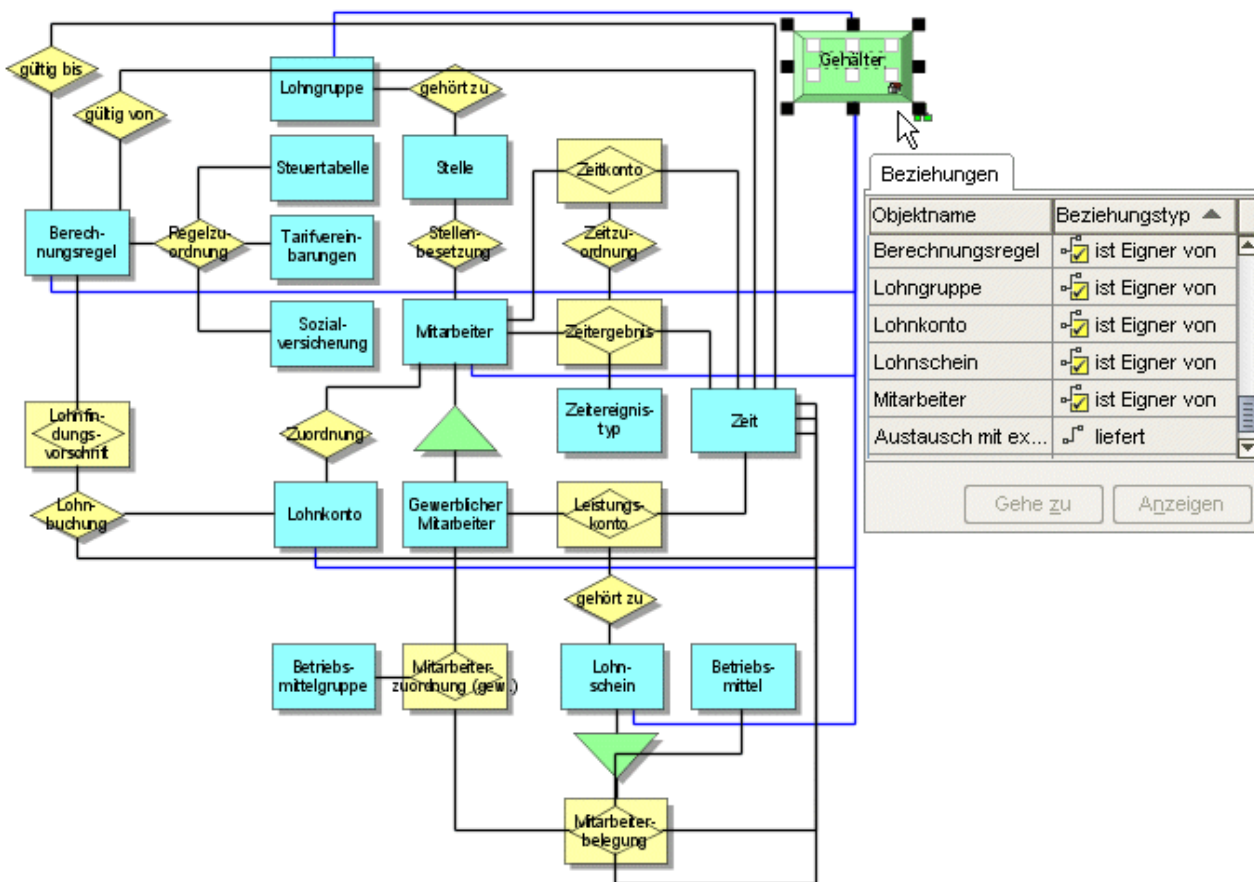 Gehälter
gültig bis
Lohngruppe
gehört zu
gültig von
Beziehungen
Steuertabelle
Stelle
Zeitkonto
Objektname
Beziehungstyp
Berech-
nungsregel
Regelzu-
ordnung
Tarifverein-
barungen
Stellen-
besetzung
Zeitzu-
ordnung
Berechnungsregel
ist Eigner von
Lohngruppe
ist Eigner von
Lohnkonto
ist Eigner von
Lohnschein
ist Eigner von
Mitarbeiter
ist Eigner von
Austausch mit ex...
liefert
Gehe zu
Anzeigen
Sozial-
versicherung
Mitarbeiter
Zeitergebnis
Lohnfin-
dungs-
vorschrift
Zuordnung
Zeitereignis-
typ
Zeit
Lohn-
buchung
Lohnkonto
Gewerblicher
Mitarbeiter
Leistungs-
konto
gehört zu
Betriebs-
mittelgruppe
Mitarbeiter-
zuordnung (gew.)
Lohn-
schein
Betriebs-
mittel
Mitarbeiter-
belegung